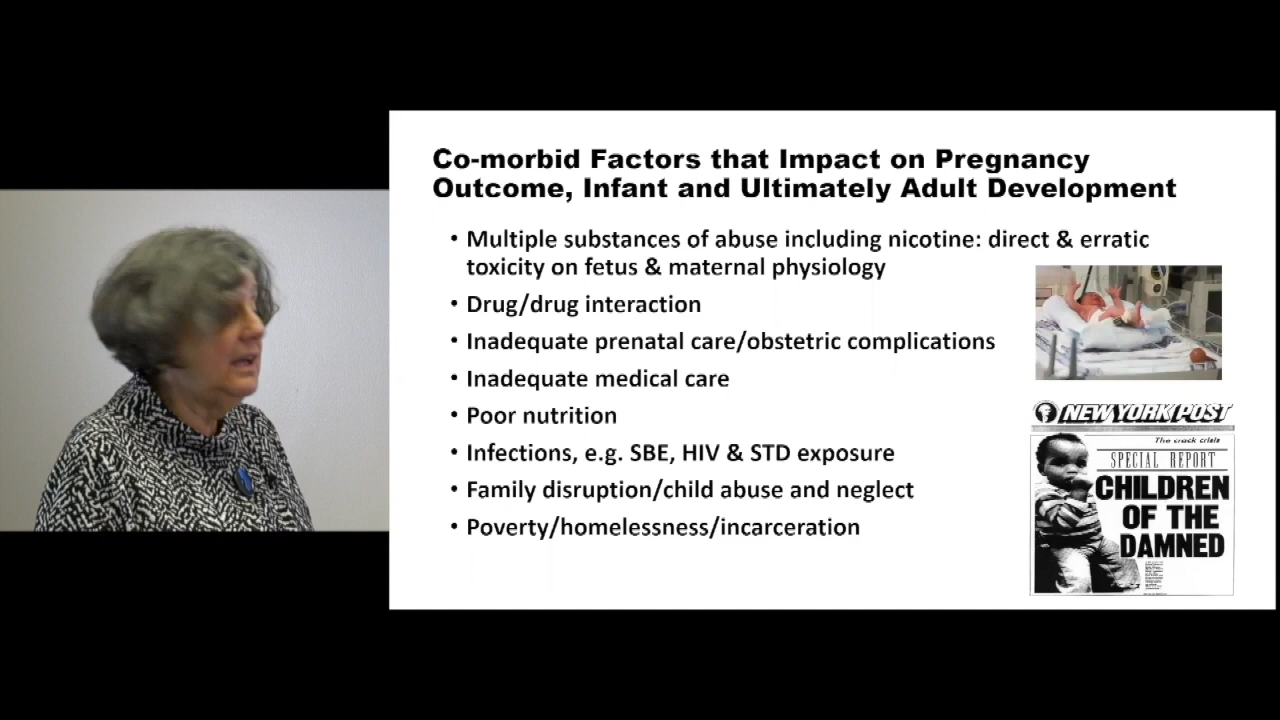 Co-morbid Factors that Impact on Pregnancy
Outcome, Infant and Ultimately Adult Development
• Multiple substances of abuse including nicotine: direct & erratic
toxicity on fetus & maternal physiology
• Drug/drug interaction
• Inadequate prenatal care/obstetric complications
• Inadequate medical care
• Poor nutrition
• Infections, e.g. SBE, HIV & STD exposure
• Family disruption/child abuse and neglect
• Poverty/homelessness/incarceration
NEW YORK POST
The crack crisis
SPECIAL REPORT
CHILDREN
OF THE
DAMNED